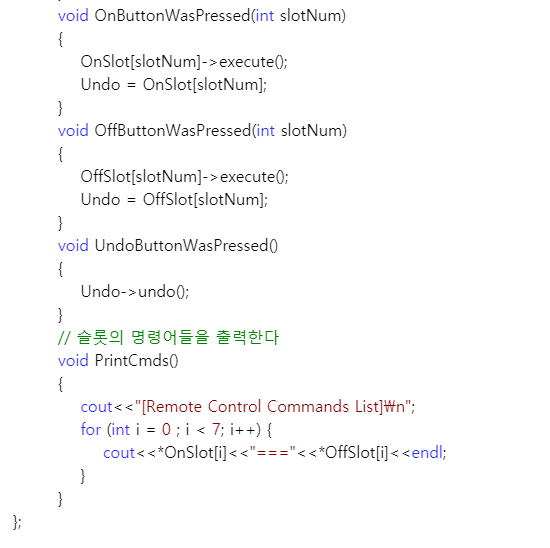 void OnButtonWasPressed(int slotNum)
{
OnSlot[slotNum]->execute();
Undo = OnSlot[slotNum];
}
void OffButtonWasPressed(int slotNum)
{
OffSlot[slotNum]->execute();
Undo = OffSlot[slotNum];
}
void UndoButtonWasPressed()
{
Undo->undo();
}
// 슬롯의 명령어들을 출력한다
void PrintCmds()
{
cout<<"[Remote Control Commands List]₩n";
for (int i = 0 ; i < 7; i++) {
cout<<*OnSlot[i]<<"==="<<*OffSlot[i]<<endl;
}
}
};